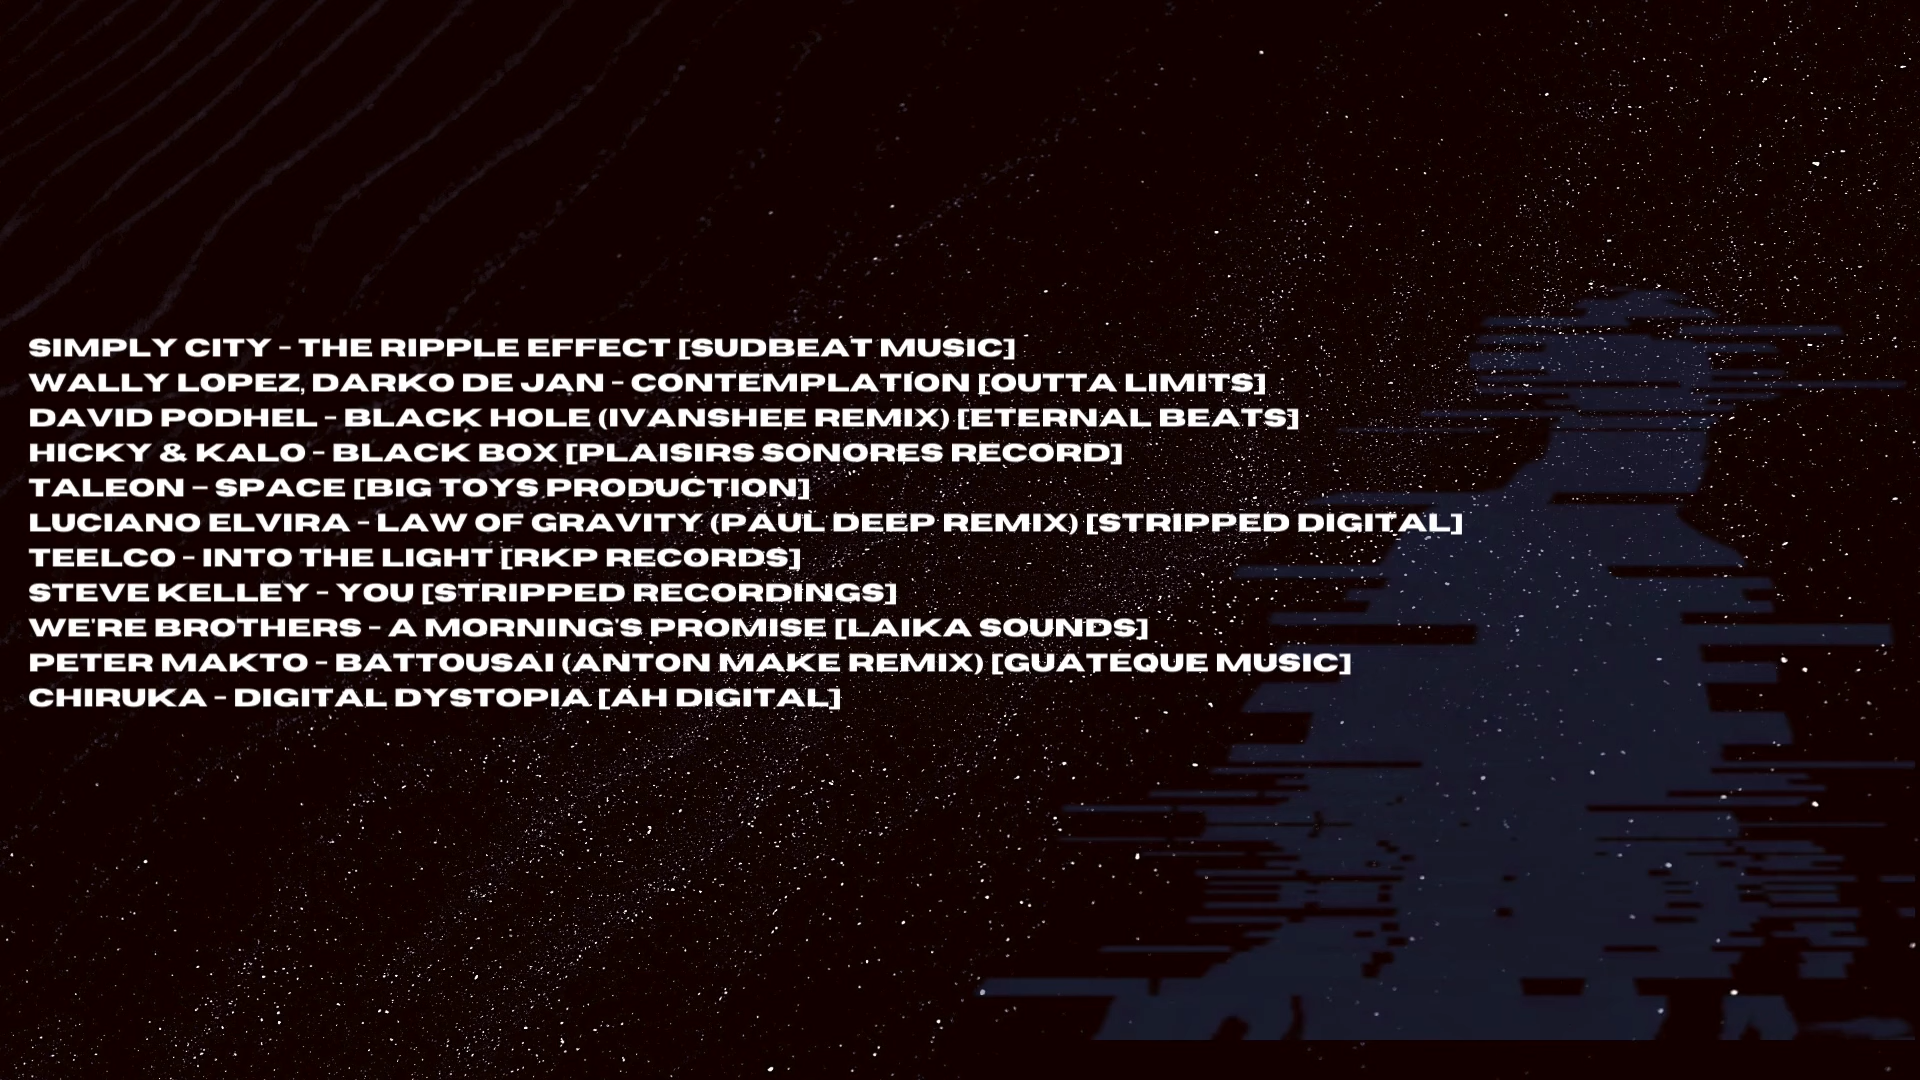 SIMPLY CITY - THE RIPPLE EFFECT [SUDBEAT MUSIC]
WALLY LOPEZ, DARKO DE JAN - CONTEMPLATION [OUTTA LIMITS]
DAVID PODHEL - BLACK HOLE (IVANSHEE REMIX) [ETERNAL BEATS]
HICKY & KALO - BLACK BOX [PLAISIRS SONORES RECORD]
TALEON - SPACE [BIG TOYS PRODUCTION]
LUCIANO ELVIRA - LAW OF GRAVITY (PAUL DEEP REMIX) [STRIPPED DIGITAL]
TEELCO - INTO THE LIGHT [RKP RECORDS]
STEVE KELLEY - YOU [STRIPPED RECORDINGS]
WE'RE BROTHERS - A MORNING'S PROMISE [LAIKA SOUNDS]
PETER MAKTO - BATTOUSAI (ANTON MAKE REMIX) [GUATEQUE MUSIC]
CHIRUKA - DIGITAL DYSTOPIA [AH DIGITAL]